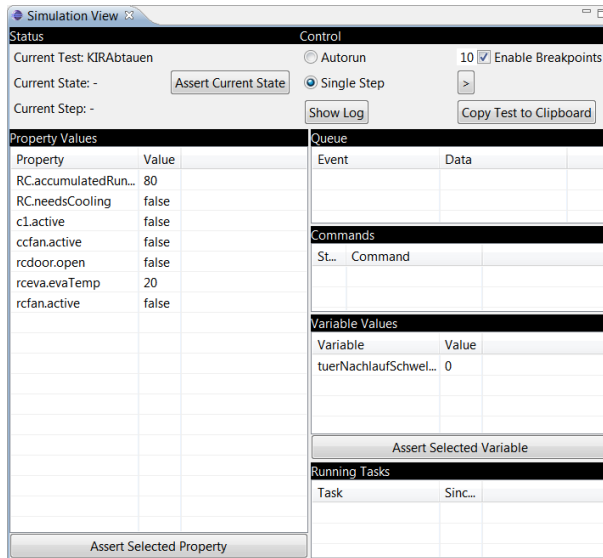 Simulation View
Status
Current Test: KIRAbtauen
Current State: -
Assert Current State
Current Step: -
Control
Autorun
10
Enable Breakpoints
Single Step
>
Show Log
Copy Test to Clipboard
Property Values
Property Value
RC.accumulatedRun... 80
RC.needsCooling false
c1.active false
ccfan.active false
rcdoor.open false
rceva.evaTemp 20
rcfan.active false
Assert Selected Property
Queue
Event Data
Commands
St... Command
Variable Values
Variable Value
tuerNachlaufSchwel... 0
Assert Selected Variable
Running Tasks
Task Sinc...